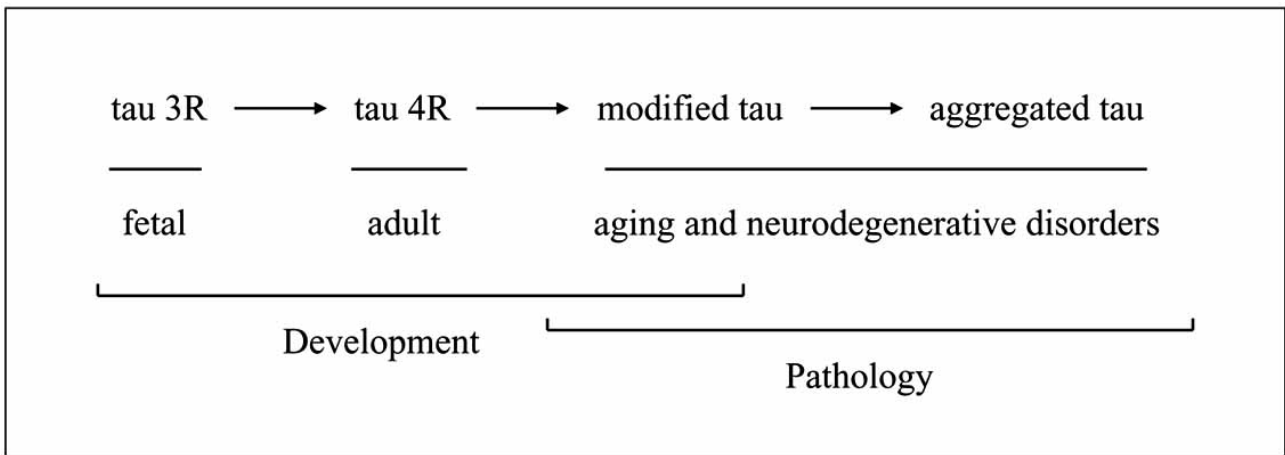 tau 3R → tau 4R → modified tau → aggregated tau
fetal adult aging and neurodegenerative disorders
Development
Pathology